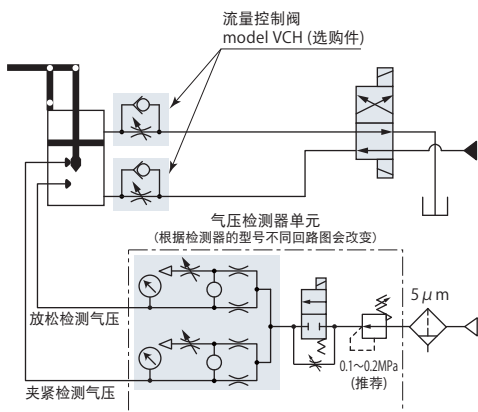 流量控制阀
model VCH (选购件)
气压检测器单元
(根据检测器的型号不同回路图会改变)
5μm
放松检测气压
0.1～0.2MPa
(推荐)
夹紧检测气压